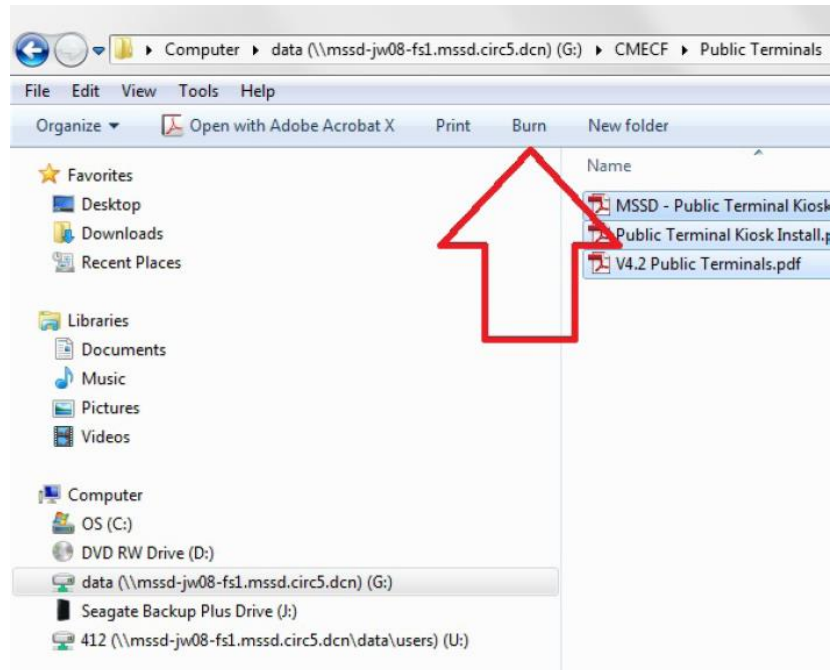 Computer data (\\mssd-jw08-fs1.mssd.circ5.dcn) (G:) CMECF Public Terminals
File Edit View Tools Help
Organize Open with Adobe Acrobat X Print Burn New folder
Name
MSSD - Public Terminal Kiosk
Public Terminal Kiosk Install.p
V4.2 Public Terminals.pdf
Favorites
Desktop
Downloads
Recent Places
Libraries
Documents
Music
Pictures
Videos
Computer
OS (C:)
DVD RW Drive (D:)
data (\\mssd-jw08-fs1.mssd.circ5.dcn) (G:)
Seagate Backup Plus Drive (J:)
412 (\\mssd-jw08-fs1.mssd.circ5.dcn\data\users) (U:)